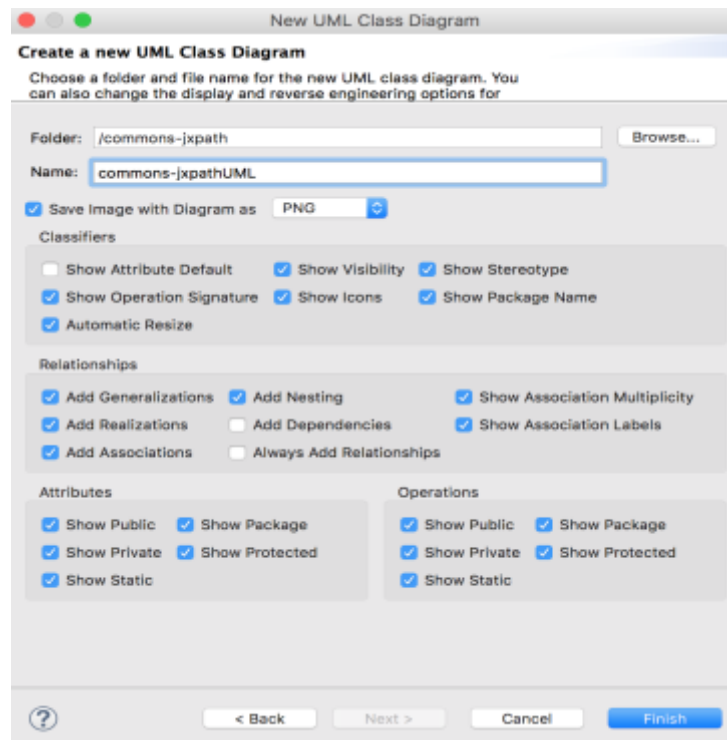 New UML Class Diagram
Create a new UML Class Diagram
Choose a folder and file name for the new UML class diagram. You
can also change the display and reverse engineering options for
Folder: /commons-jxpath Browse...
Name: commons-jxpathUML
Save Image with Diagram as PNG
Classifiers
Show Attribute Default Show Visibility Show Stereotype
Show Operation Signature Show Icons Show Package Name
Automatic Resize
Relationships
Add Generalizations Add Nesting Show Association Multiplicity
Add Realizations Add Dependencies Show Association Labels
Add Associations Always Add Relationships
Attributes Operations
Show Public Show Package Show Public Show Package
Show Private Show Protected Show Private Show Protected
Show Static Show Static
? < Back Next > Cancel Finish